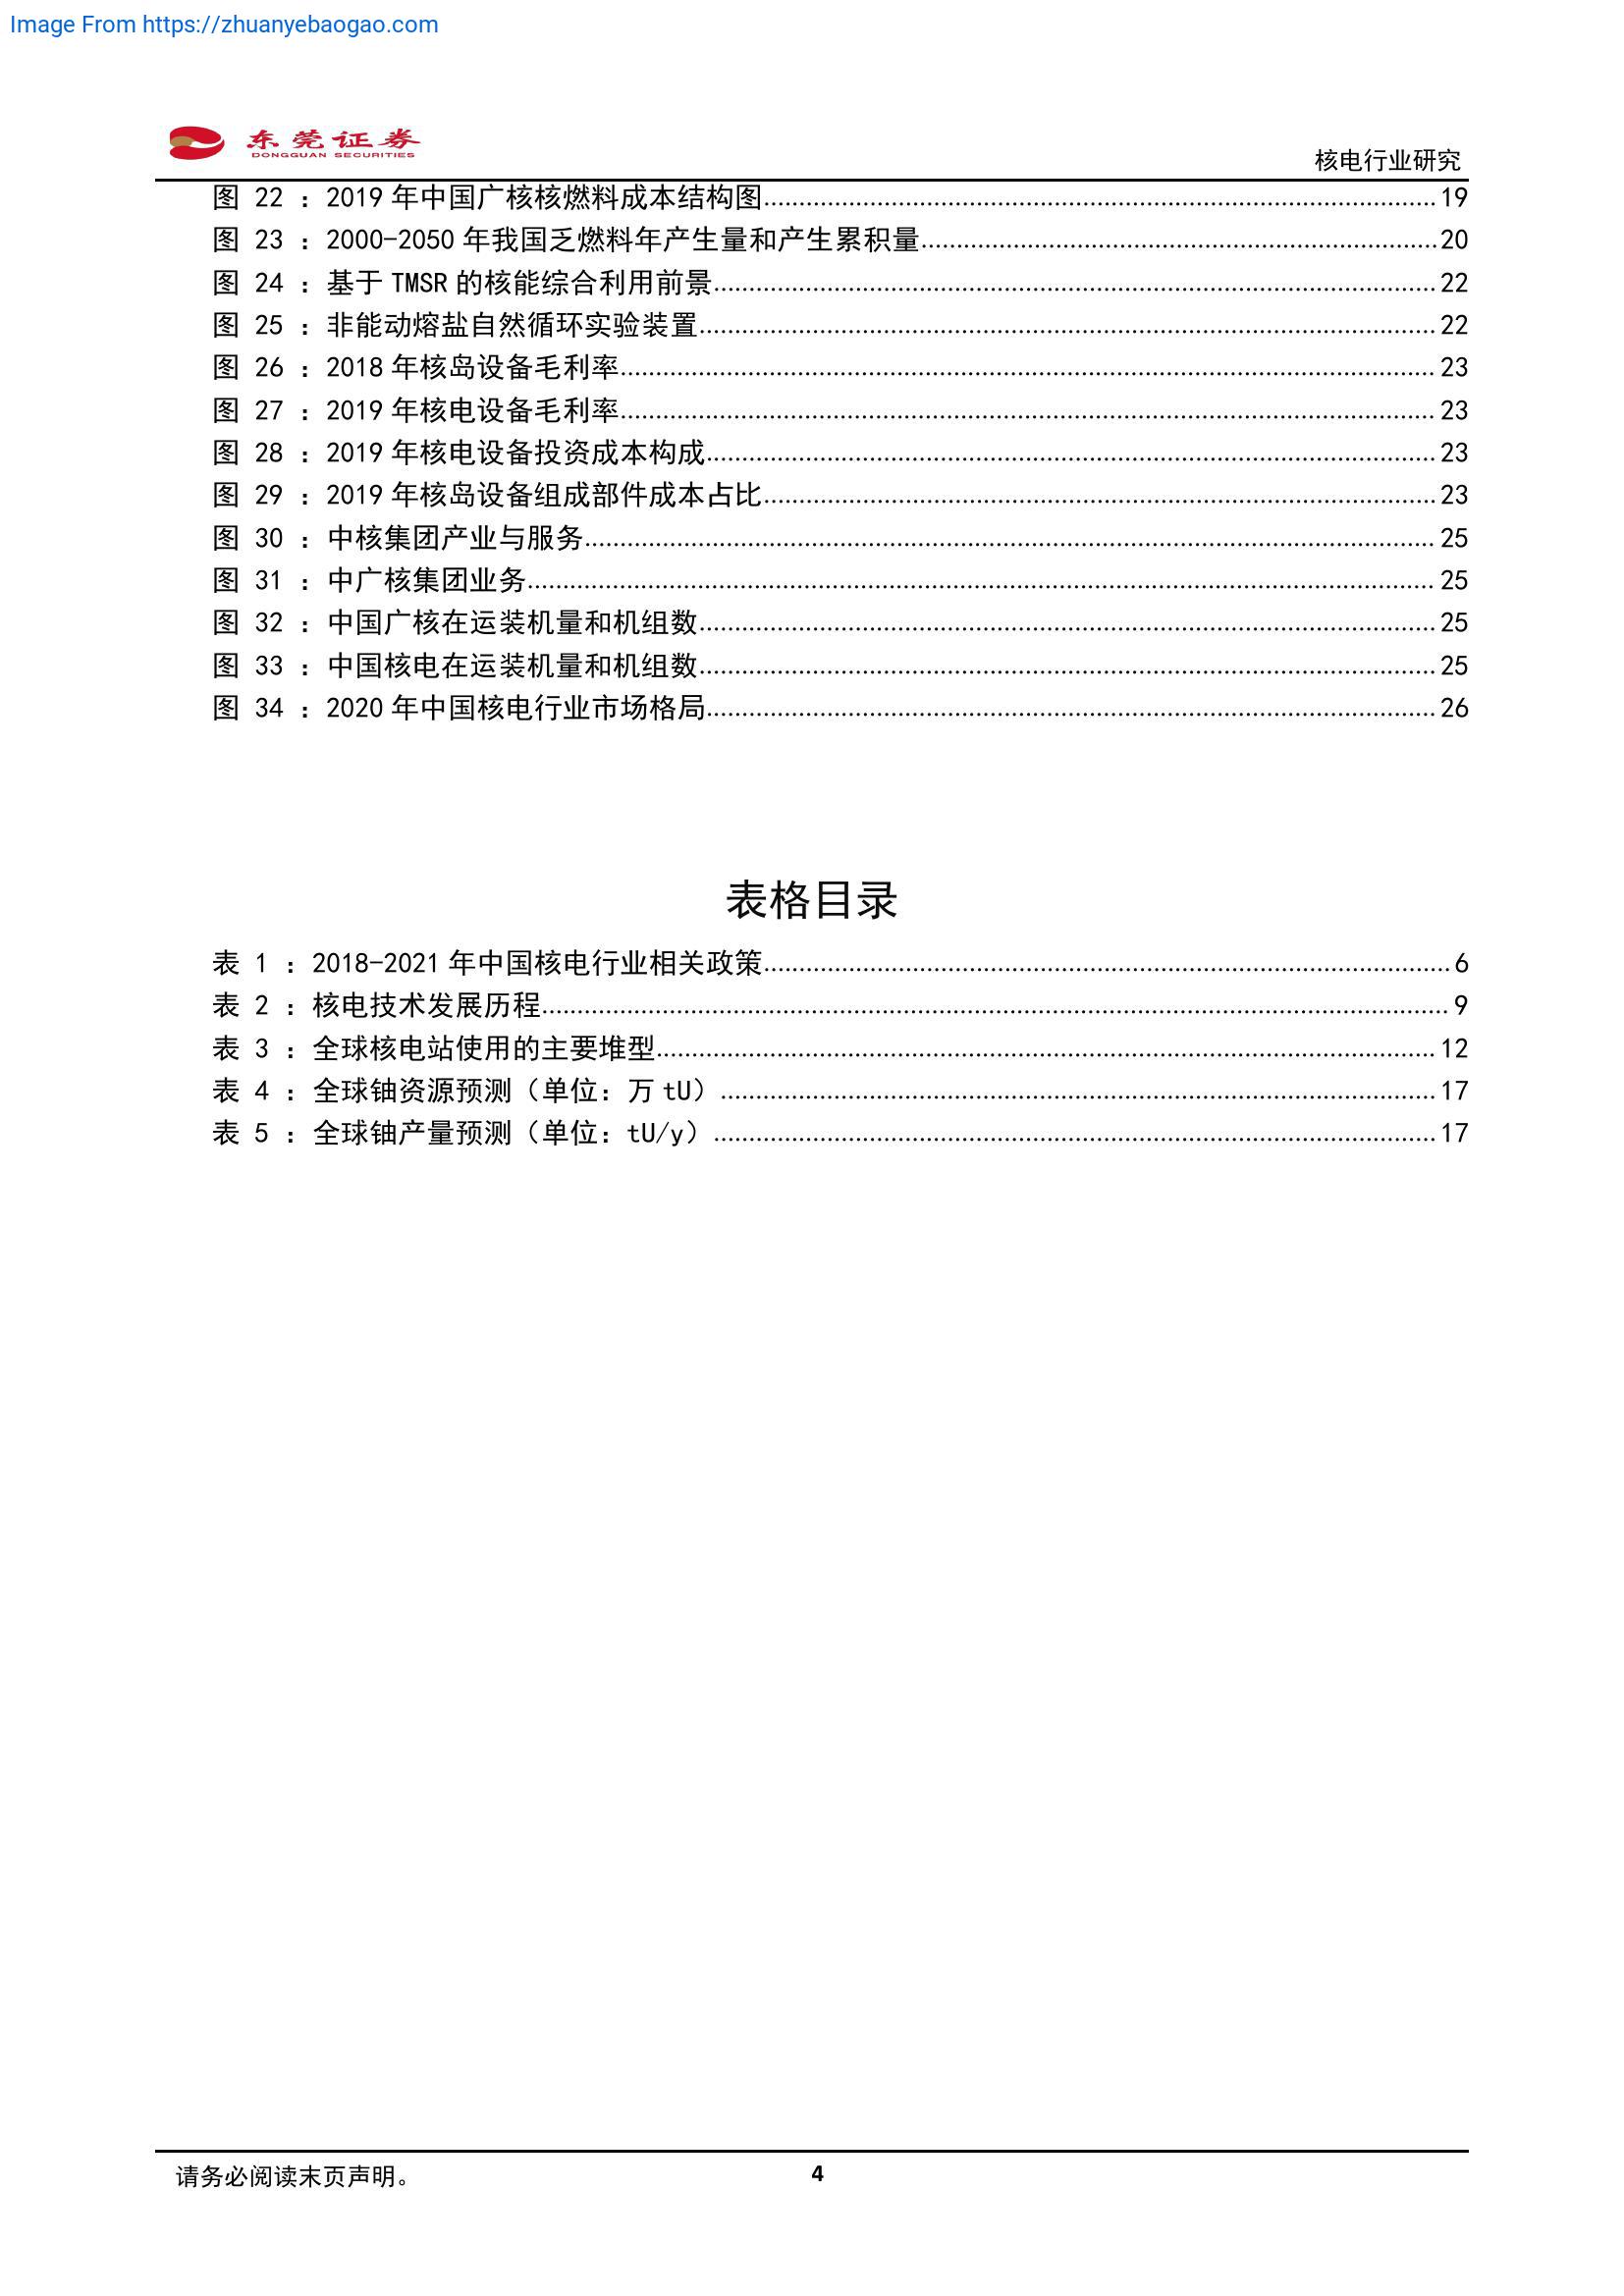 Image From https://zhuanyebaogao.com
东莞证券
DONGGUAN SECURITIES
核电行业研究
图 22 ：2019 年中国广核核燃料成本结构图 19
图 23 ：2000-2050 年我国乏燃料年产生量和产生累积量 20
图 24 ：基于 TMSR 的核能综合利用前景 22
图 25 ：非能动熔盐自然循环实验装置 22
图 26 ：2018 年核岛设备毛利率 23
图 27 ：2019 年核电设备毛利率 23
图 28 ：2019 年核电设备投资成本构成 23
图 29 ：2019 年核岛设备组成部件成本占比 23
图 30 ：中核集团产业与服务 25
图 31 ：中广核集团业务 25
图 32 ：中国广核在运装机量和机组数 25
图 33 ：中国核电在运装机量和机组数 25
图 34 ：2020 年中国核电行业市场格局 26
表格目录
表 1 ：2018-2021 年中国核电行业相关政策 6
表 2 ：核电技术发展历程 9
表 3 ：全球核电站使用的主要堆型 12
表 4 ：全球铀资源预测（单位：万 tU） 17
表 5 ：全球铀产量预测（单位：tU/y） 17
请务必阅读末页声明。
4